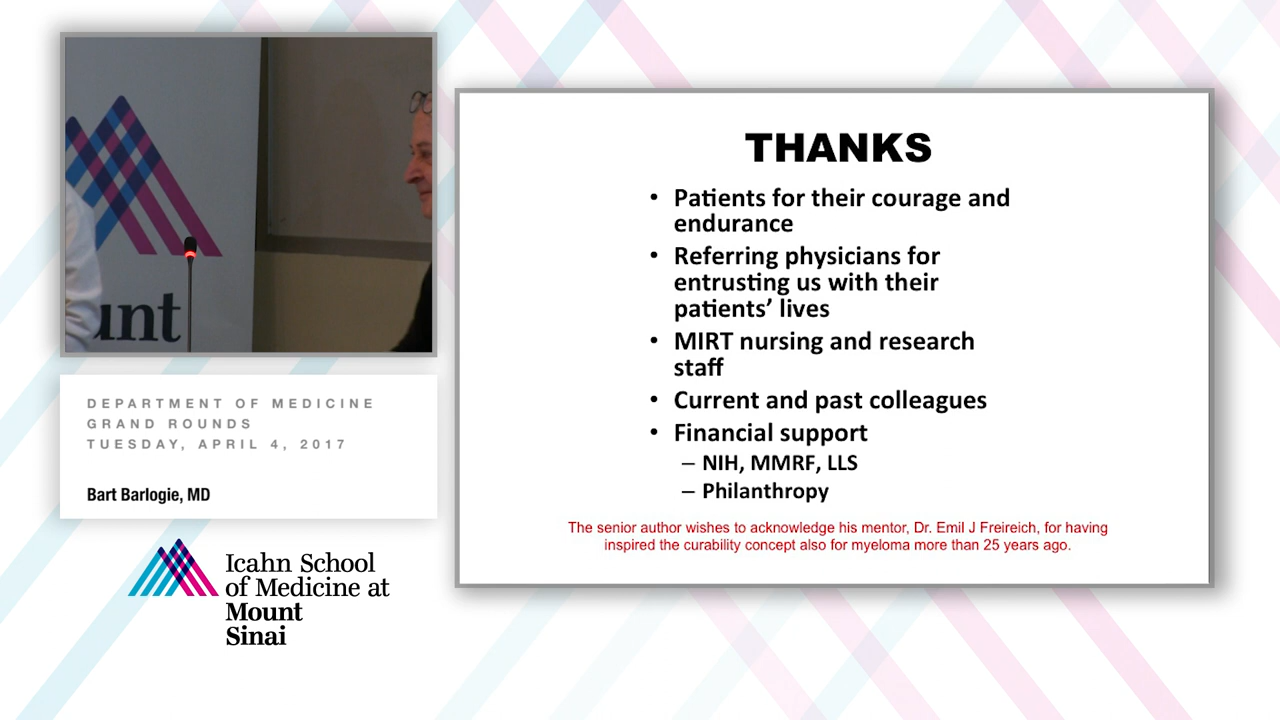 unt
DEPARTMENT OF MEDICINE
GRAND ROUNDS
TUESDAY, APRIL 4, 2017
Bart Barlogie, MD
Icahn School
of Medicine at
Mount
Sinai
THANKS
• Patients for their courage and
endurance
• Referring physicians for
entrusting us with their
patients’ lives
• MIRT nursing and research
staff
• Current and past colleagues
• Financial support
– NIH, MMRF, LLS
– Philanthropy
The senior author wishes to acknowledge his mentor, Dr. Emil J Freireich, for having
inspired the curability concept also for myeloma more than 25 years ago.